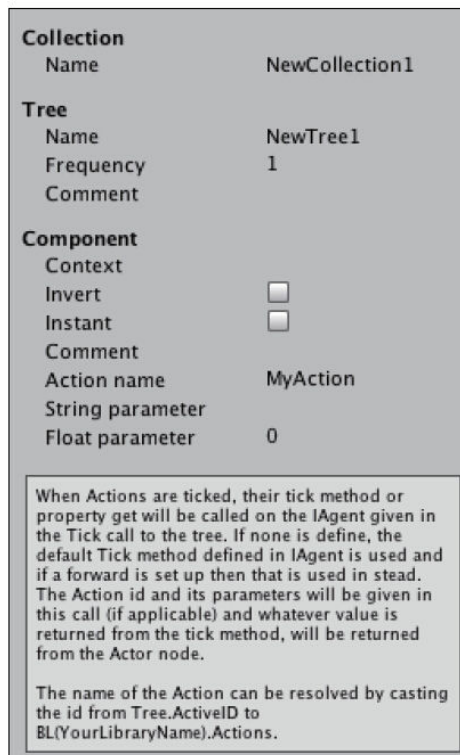 Collection
Name NewCollection1
Tree
Name NewTree1
Frequency 1
Comment
Component
Context
Invert
Instant
Comment
Action name MyAction
String parameter
Float parameter 0
When Actions are ticked, their tick method or
property get will be called on the IAgent given in
the Tick call to the tree. If none is define, the
default Tick method defined in IAgent is used and
if a forward is set up then that is used in stead.
The Action id and its parameters will be given in
this call (if applicable) and whatever value is
returned from the tick method, will be returned
from the Actor node.
The name of the Action can be resolved by casting
the id from Tree.ActiveID to
BL(YourLibraryName).Actions.